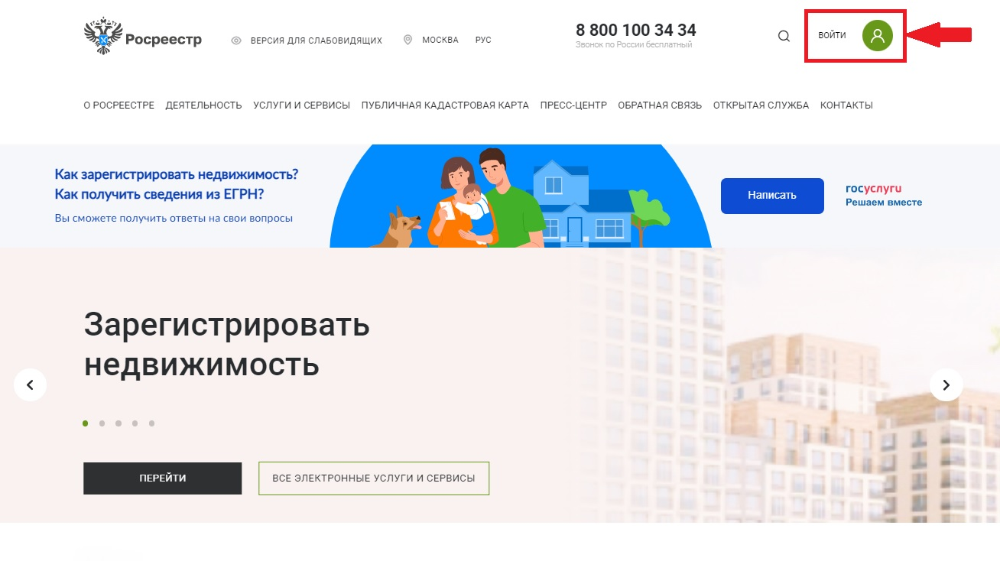 Росреестр
ВЕРСИЯ ДЛЯ СЛАБОВИДЯЩИХ
МОСКВА
РУС
8 800 100 34 34
Звонок по России бесплатный
ВОЙТИ
О РОСРЕЕСТРЕ ДЕЯТЕЛЬНОСТЬ УСЛУГИ И СЕРВИСЫ ПУБЛИЧНАЯ КАДАСТРОВАЯ КАРТА ПРЕСС-ЦЕНТР ОБРАТНАЯ СВЯЗЬ ОТКРЫТАЯ СЛУЖБА КОНТАКТЫ
Как зарегистрировать недвижимость?
Как получить сведения из ЕГРН?
Вы сможете получить ответы на свои вопросы
Написать
госуслуги
Решаем вместе
Зарегистрировать
недвижимость
ПЕРЕЙТИ
ВСЕ ЭЛЕКТРОННЫЕ УСЛУГИ И СЕРВИСЫ